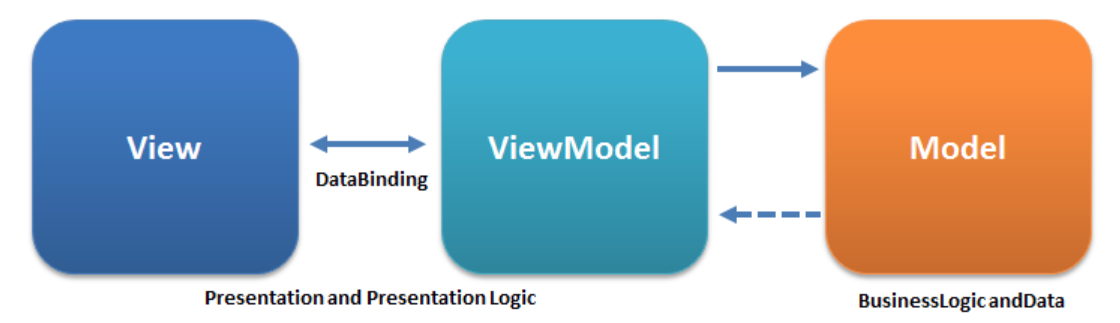 View
ViewModel
Model
DataBinding
Presentation and Presentation Logic
BusinessLogic andData